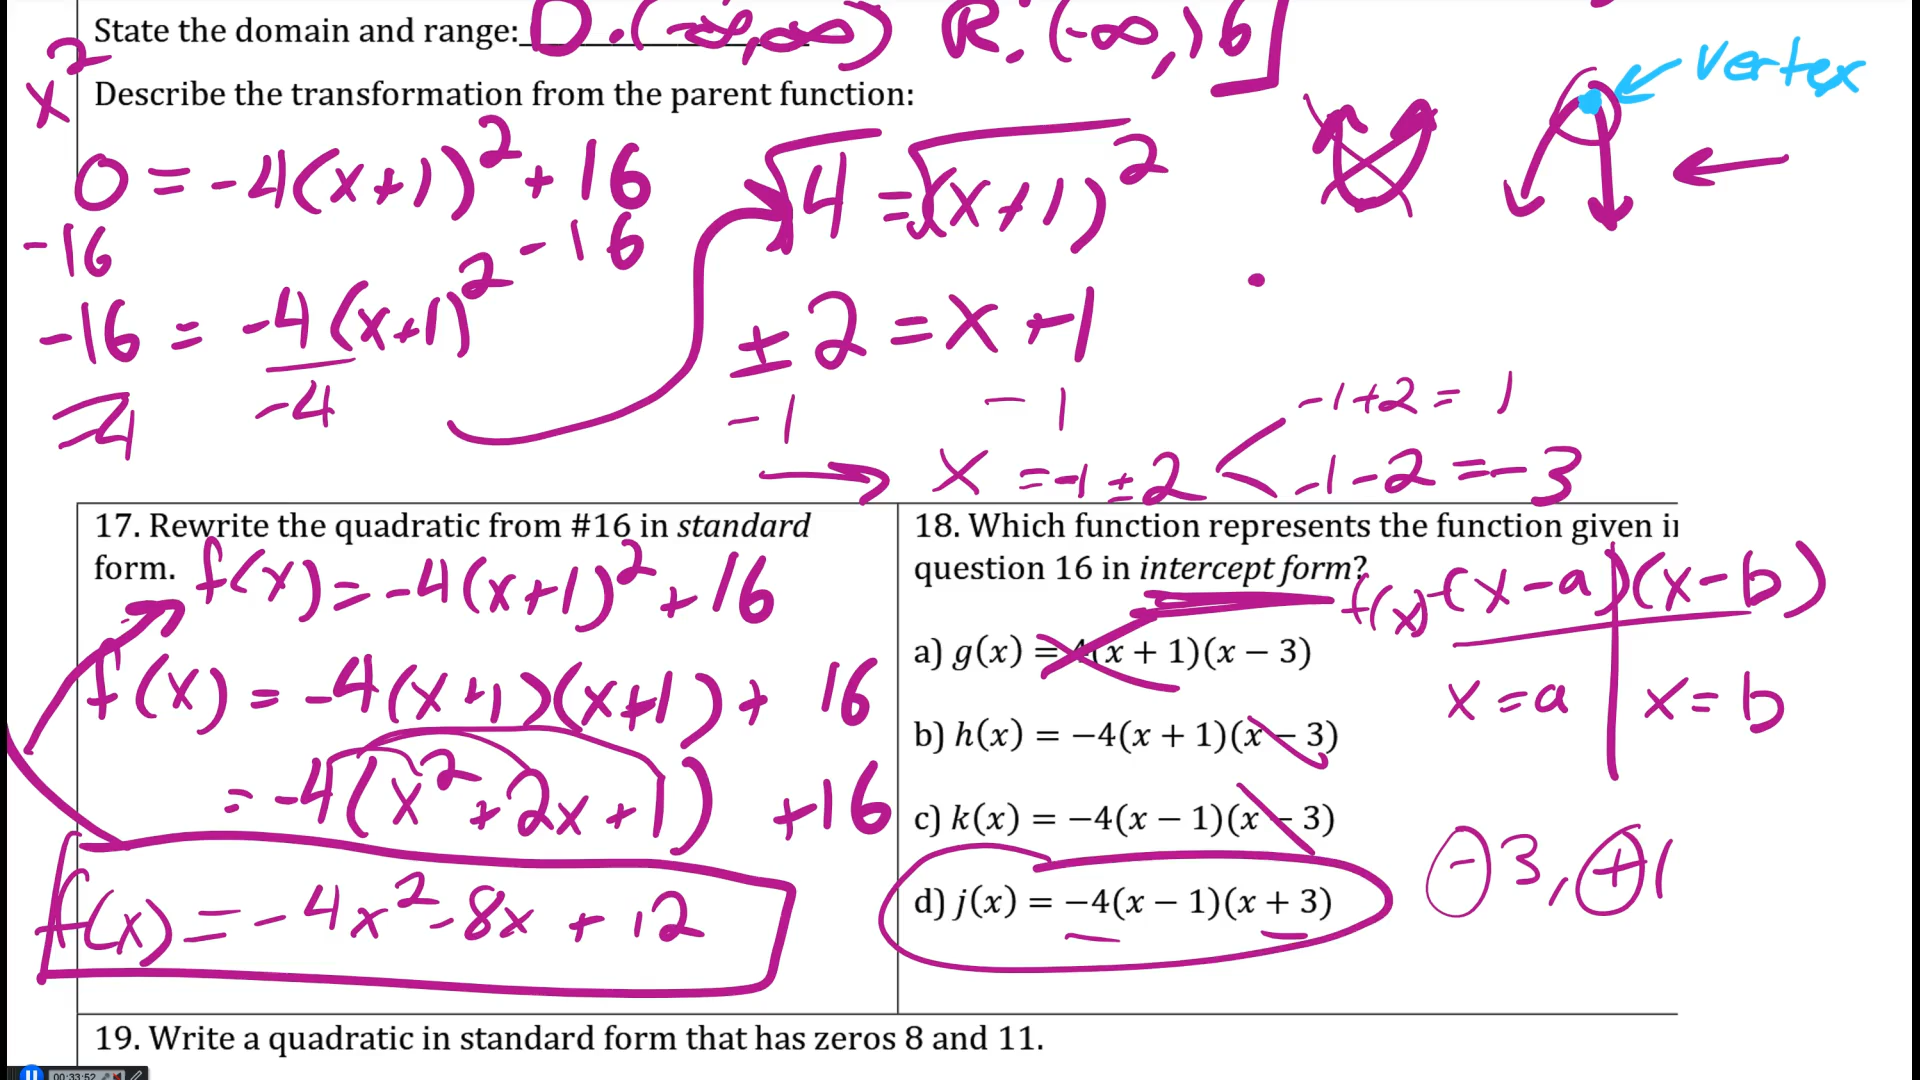 State the domain and range: D: (-∞, ∞) R: (-∞, 16]
x²
Describe the transformation from the parent function:
vertex
0 = -4(x+1)² + 16
-16 -16
-16 = -4(x+1)²
-4 -4
√4 = √(x+1)²
±2 = x+1
-1 -1
x = -1 ± 2
-1+2 = 1
-1-2 = -3
17. Rewrite the quadratic from #16 in standard
form.
f(x) = -4(x+1)² + 16
f(x) = -4(x+1)(x+1) + 16
= -4(x² + 2x + 1) + 16
f(x) = -4x² - 8x + 12
18. Which function represents the function given in
question 16 in intercept form?
f(x) = (x-a)(x-b)
x = a x = b
a) g(x) = 4(x + 1)(x − 3)
b) h(x) = −4(x + 1)(x − 3)
c) k(x) = −4(x − 1)(x − 3)
d) j(x) = −4(x − 1)(x + 3)
-3, +1
19. Write a quadratic in standard form that has zeros 8 and 11.
00:33:52